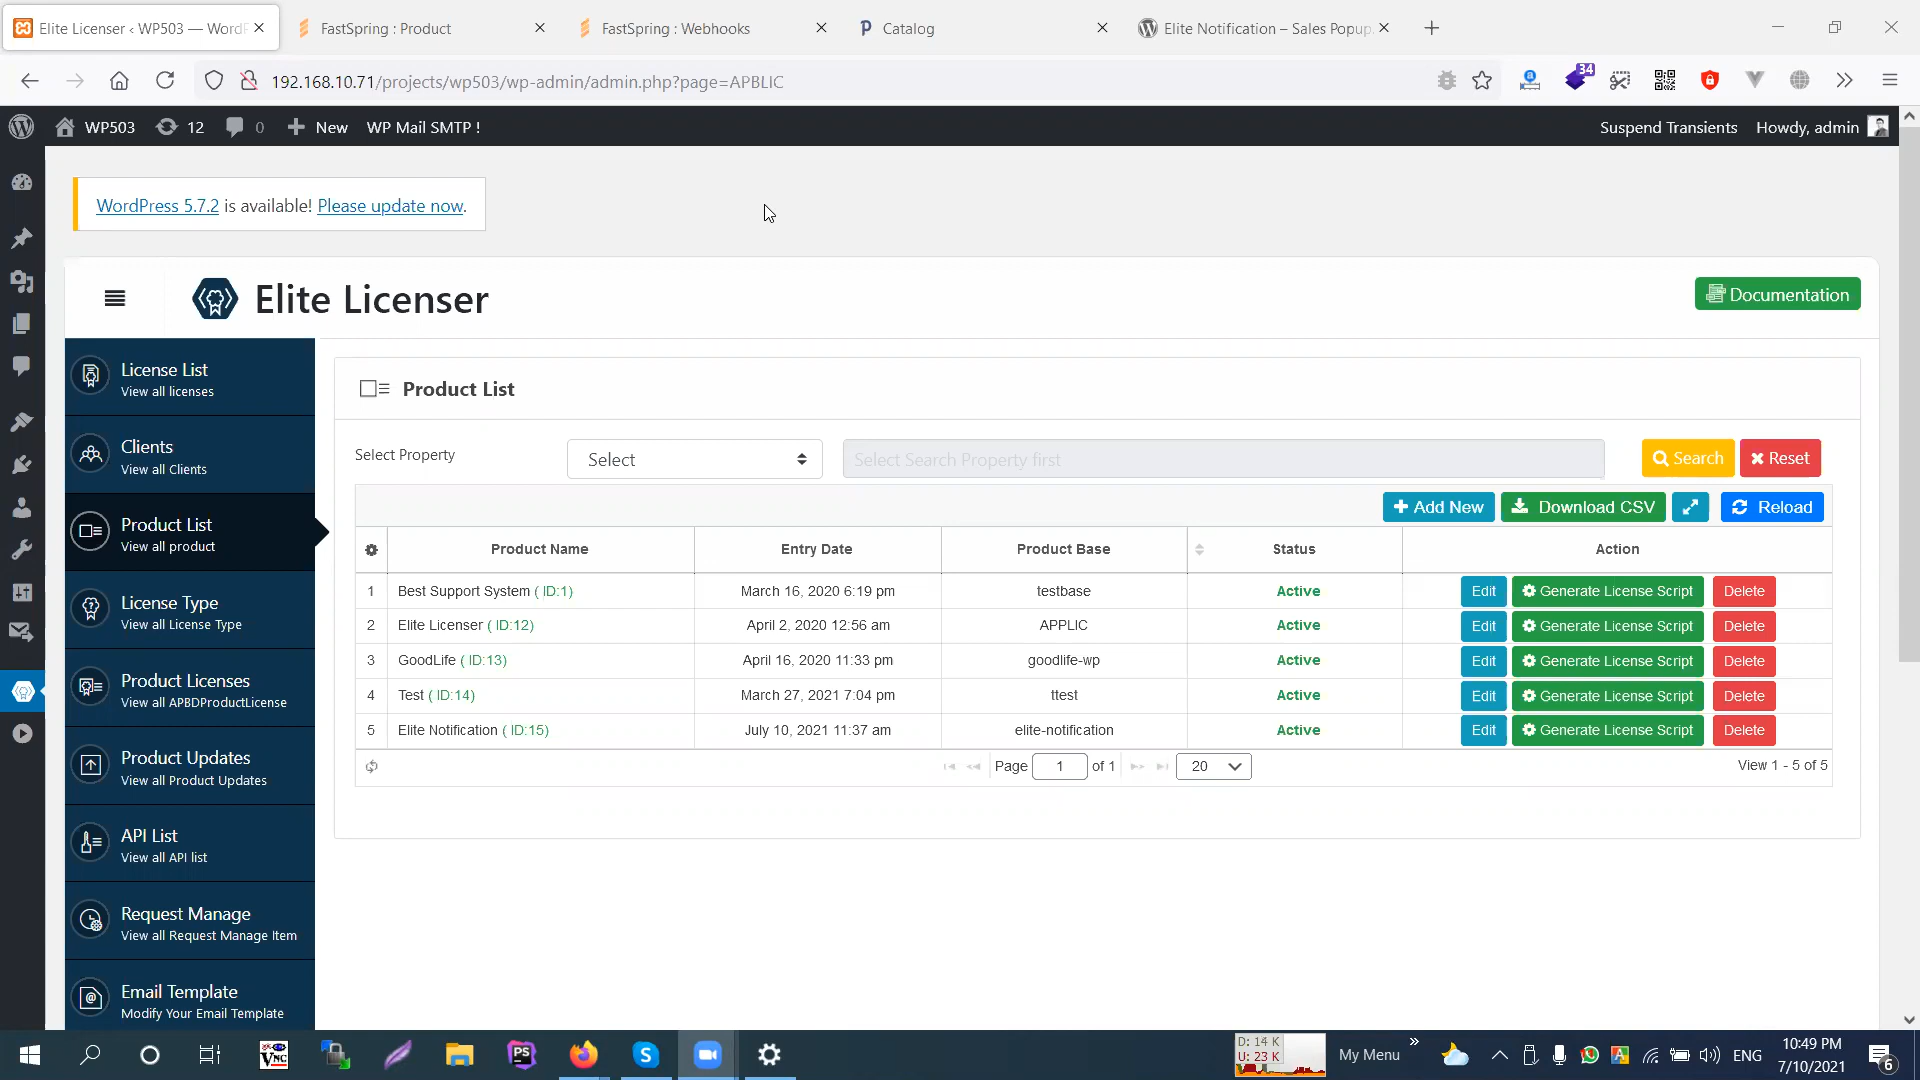 Elite Licenser ‹ WP503 — WordP
FastSpring : Product
FastSpring : Webhooks
Catalog
Elite Notification – Sales Popup,
192.168.10.71/projects/wp503/wp-admin/admin.php?page=APBLIC
34
WP503
12
0
New
WP Mail SMTP !
Suspend Transients
Howdy, admin
WordPress 5.7.2 is available! Please update now.
Elite Licenser
Documentation
License List
View all licenses
Clients
View all Clients
Product List
View all product
License Type
View all License Type
Product Licenses
View all APBDProductLicense
Product Updates
View all Product Updates
API List
View all API list
Request Manage
View all Request Manage Item
Email Template
Modify Your Email Template
Product List
Select Property
Select
Select Search Property first
Search
Reset
Add New
Download CSV
Reload
Product Name Entry Date Product Base Status Action
1 Best Support System ( ID:1) March 16, 2020 6:19 pm testbase Active Edit Generate License Script Delete
2 Elite Licenser ( ID:12) April 2, 2020 12:56 am APPLIC Active Edit Generate License Script Delete
3 GoodLife ( ID:13) April 16, 2020 11:33 pm goodlife-wp Active Edit Generate License Script Delete
4 Test ( ID:14) March 27, 2021 7:04 pm ttest Active Edit Generate License Script Delete
5 Elite Notification ( ID:15) July 10, 2021 11:37 am elite-notification Active Edit Generate License Script Delete
Page 1 of 1 20 View 1 - 5 of 5
VNC
PS
D: 14 K
U: 23 K
My Menu
ENG
10:49 PM
7/10/2021
6